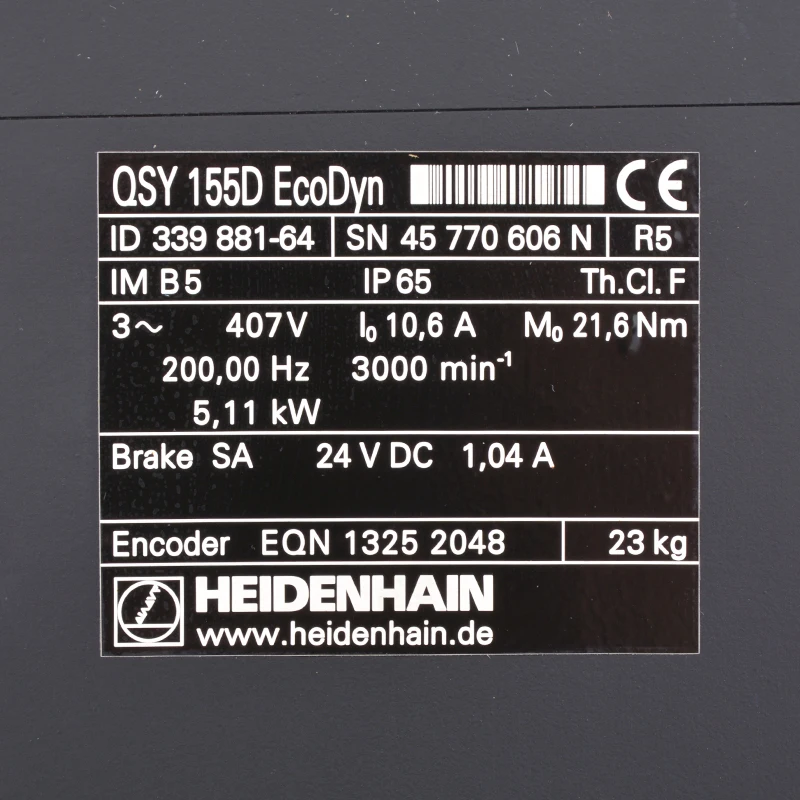 QSY 155D EcoDyn CE
ID 339 881-64 SN 45 770 606 N R5
IM B5 IP65 Th.Cl. F
3~ 407V I₀ 10,6 A M₀ 21,6 Nm
200,00 Hz 3000 min⁻¹
5,11 kW
Brake SA 24 V DC 1,04 A
Encoder EQN 1325 2048 23 kg
HEIDENHAIN
www.heidenhain.de